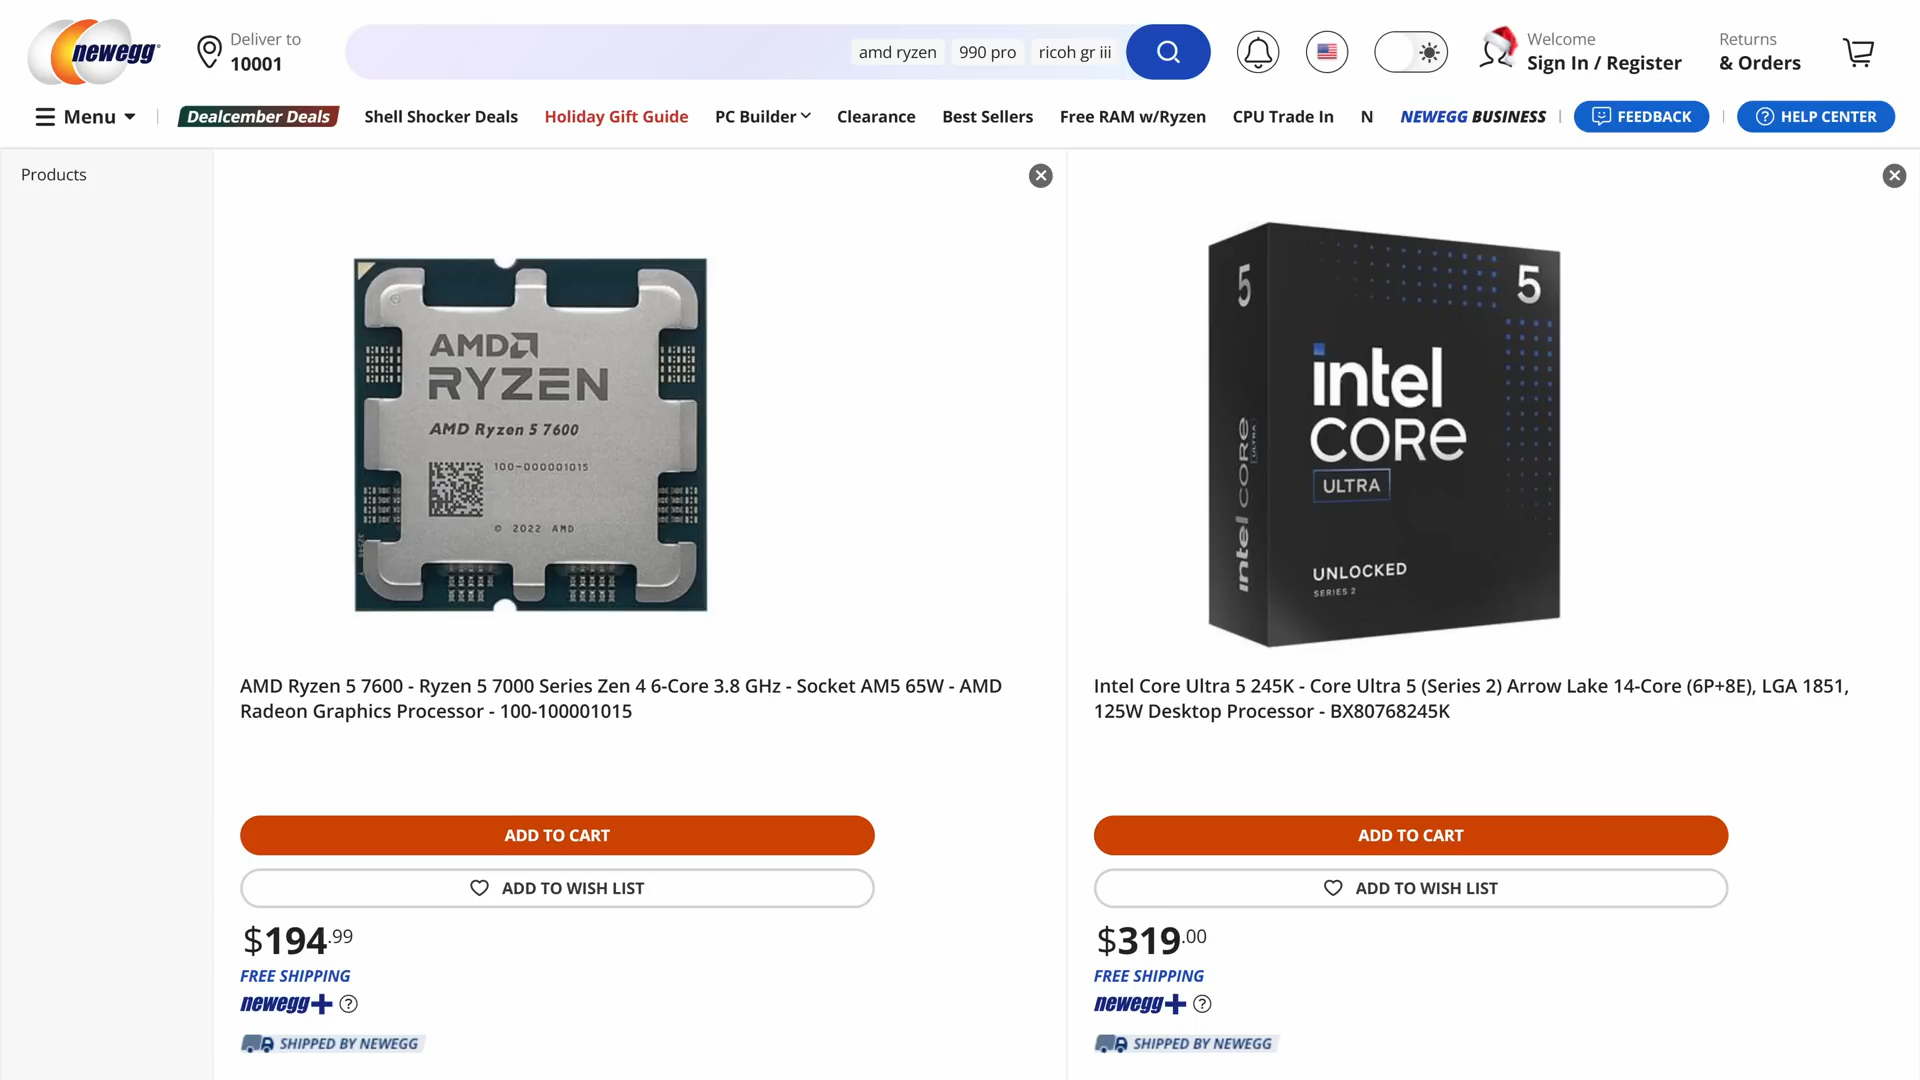 newegg
Deliver to
10001
amd ryzen
990 pro
ricoh gr iii
Welcome
Sign In / Register
Returns
& Orders
Menu
Dealcember Deals
Shell Shocker Deals
Holiday Gift Guide
PC Builder
Clearance
Best Sellers
Free RAM w/Ryzen
CPU Trade In
N
NEWEGG BUSINESS
FEEDBACK
HELP CENTER
Products
AMD
RYZEN
AMD Ryzen 5 7600
100-000001015
© 2022 AMD
5
5
intel
CORE
ULTRA
UNLOCKED
SERIES 2
intel CORE
ULTRA
AMD Ryzen 5 7600 - Ryzen 5 7000 Series Zen 4 6-Core 3.8 GHz - Socket AM5 65W - AMD
Radeon Graphics Processor - 100-100001015
Intel Core Ultra 5 245K - Core Ultra 5 (Series 2) Arrow Lake 14-Core (6P+8E), LGA 1851,
125W Desktop Processor - BX80768245K
ADD TO CART
ADD TO CART
ADD TO WISH LIST
ADD TO WISH LIST
$194.99
$319.00
FREE SHIPPING
FREE SHIPPING
newegg+ ?
newegg+ ?
SHIPPED BY NEWEGG
SHIPPED BY NEWEGG